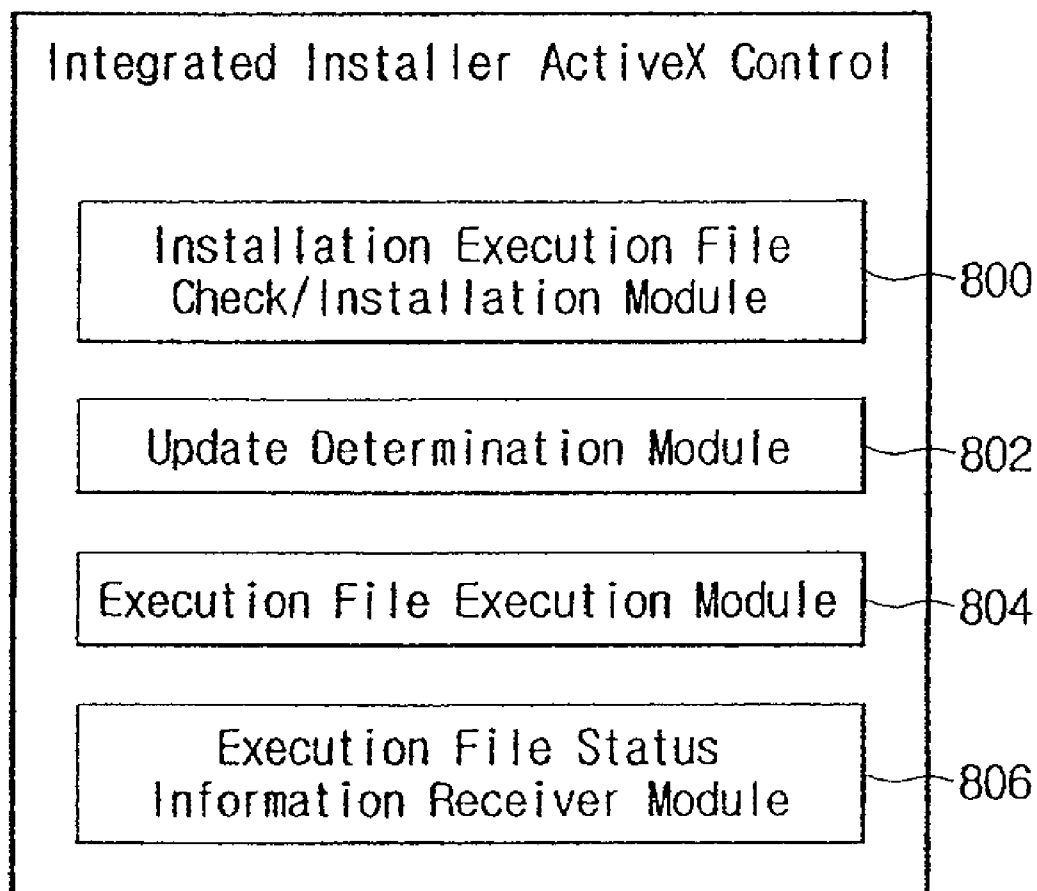 Integrated Installer ActiveX Control
Installation Execution File
Check/Installation Module
800
Update Determination Module
802
Execution File Execution Module
804
Execution File Status
Information Receiver Module
806